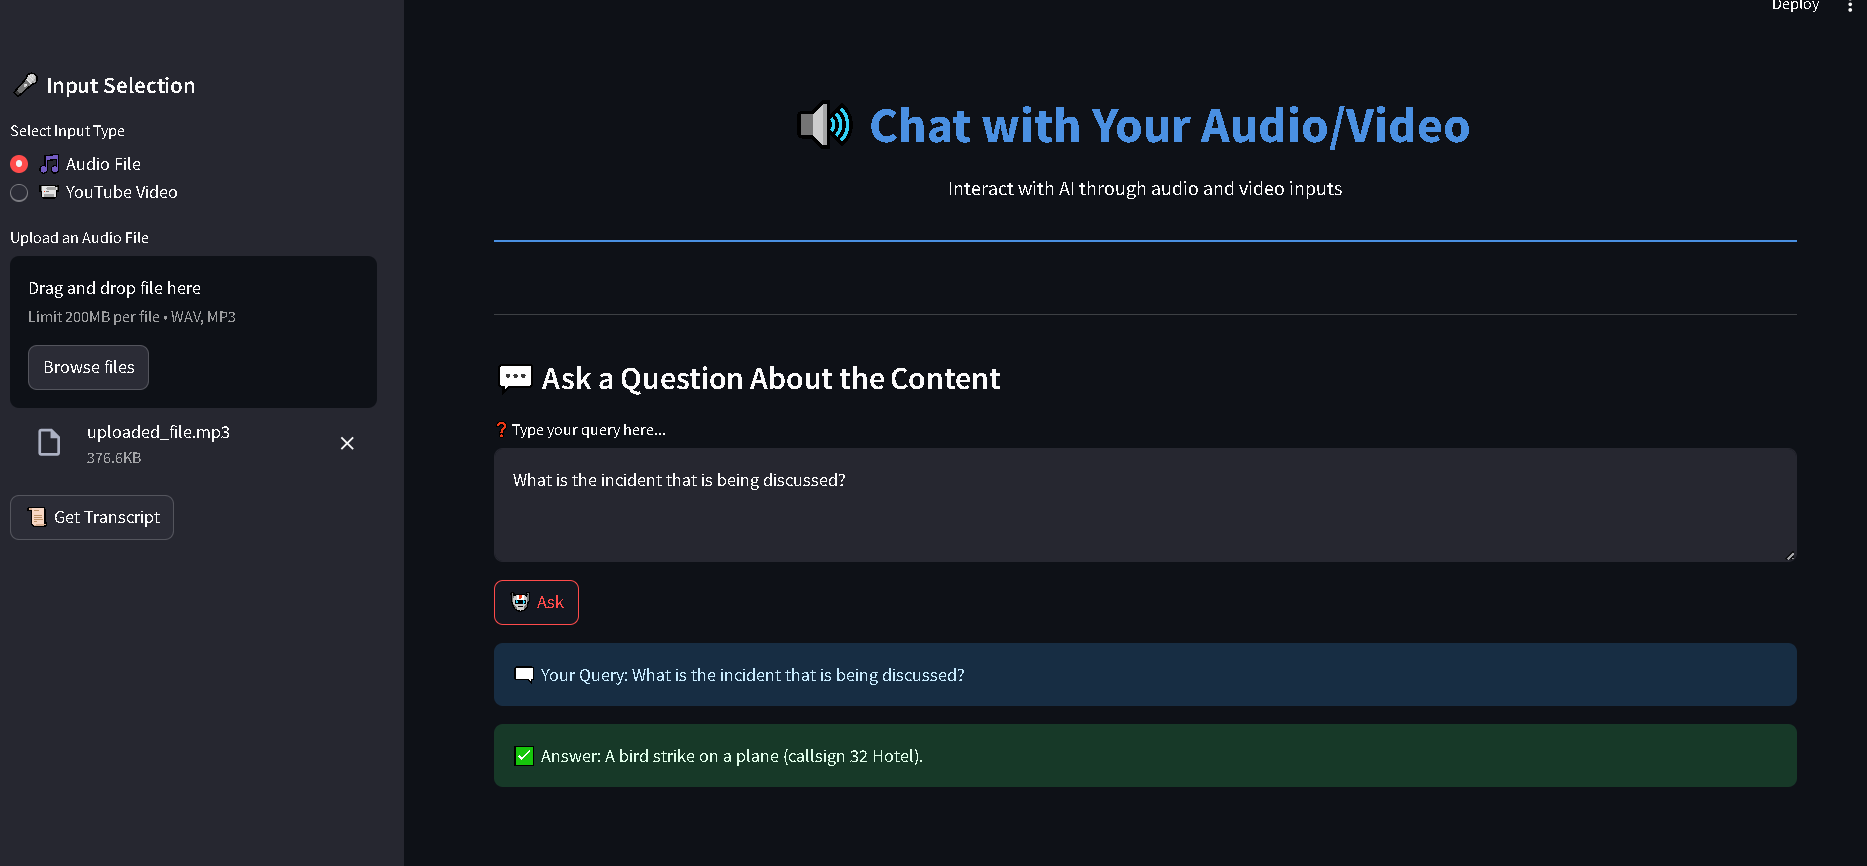 Deploy
🎤 Input Selection
Select Input Type
🎵 Audio File
YouTube Video
Upload an Audio File
Drag and drop file here
Limit 200MB per file • WAV, MP3
Browse files
uploaded_file.mp3
376.6KB
📜 Get Transcript
🔊 Chat with Your Audio/Video
Interact with AI through audio and video inputs
💬 Ask a Question About the Content
❓ Type your query here...
What is the incident that is being discussed?
🤖 Ask
Your Query: What is the incident that is being discussed?
✅ Answer: A bird strike on a plane (callsign 32 Hotel).